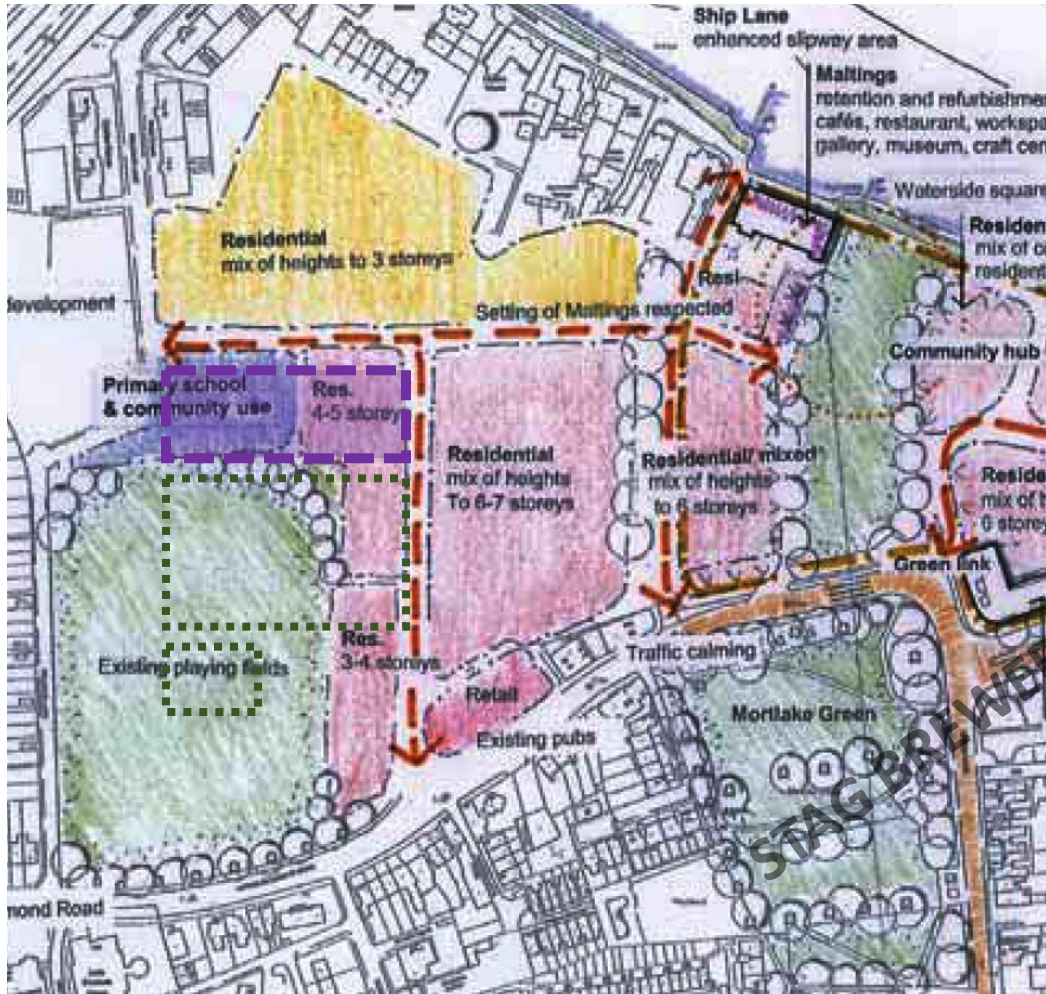 Ship Lane
enhanced slipway area
Maltings
retention and refurbishme
cafés, restaurant, workspa
gallery, museum, craft cen
Waterside square
Residen
mix of c
resident
Residential
mix of heights to 3 storeys
Resi
Setting of Maltings respected
development
Community hub
Primary school
& community use
Res.
4-5 storey
Residential
mix of heights
To 6-7 storeys
Residential/ mixed
mix of heights
to 6 storeys
Reside
mix of h
6 storey
Green link
Existing playing fields
Res.
3-4 storeys
Traffic calming
Retail
Existing pubs
Mortlake Green
STAG BREWE
mond Road